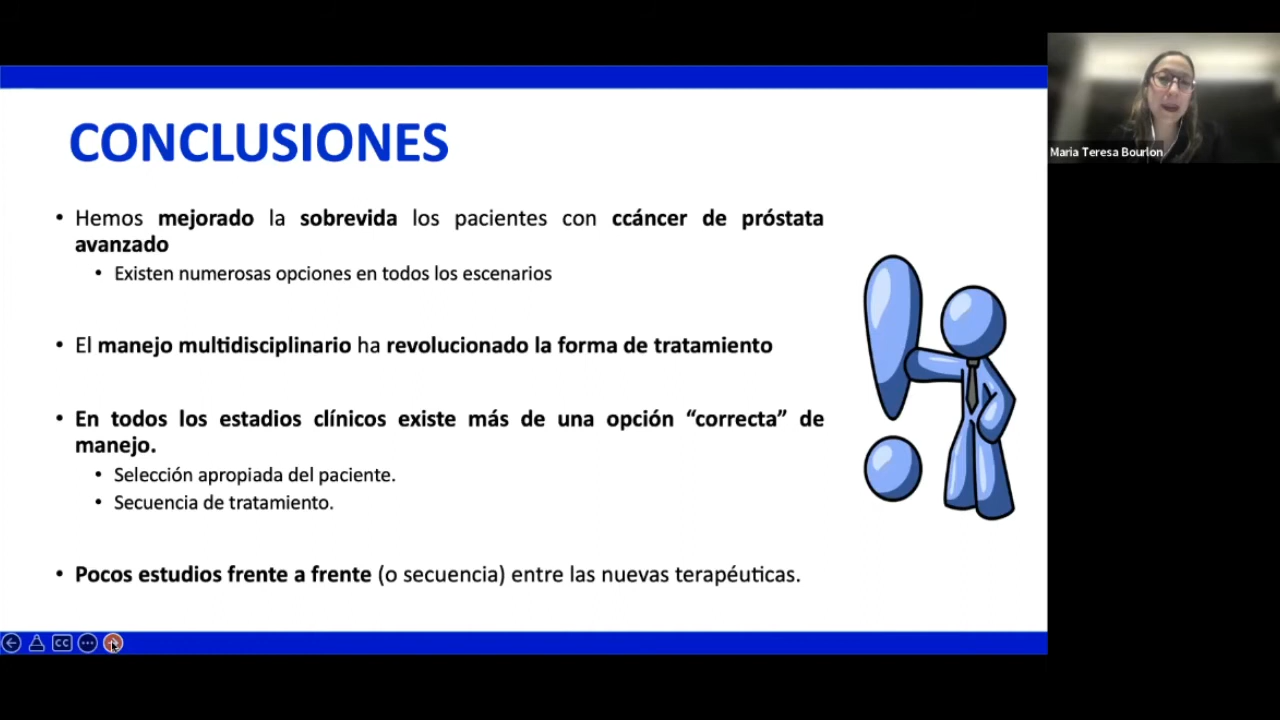 CONCLUSIONES
• Hemos mejorado la sobrevida los pacientes con ccáncer de próstata
avanzado
• Existen numerosas opciones en todos los escenarios
• El manejo multidisciplinario ha revolucionado la forma de tratamiento
• En todos los estadios clínicos existe más de una opción “correcta” de
manejo.
• Selección apropiada del paciente.
• Secuencia de tratamiento.
• Pocos estudios frente a frente (o secuencia) entre las nuevas terapéuticas.
CC
Maria Teresa Bourlon